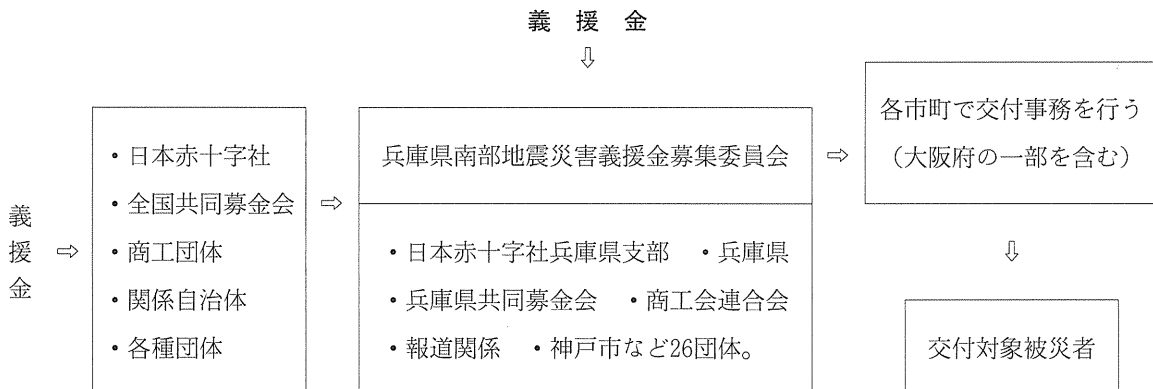 義援金
⇩
義援金
⇨
・日本赤十字社
・全国共同募金会
・商工団体
・関係自治体
・各種団体
⇨
兵庫県南部地震災害義援金募集委員会
・日本赤十字社兵庫県支部 ・兵庫県
・兵庫県共同募金会 ・商工会連合会
・報道関係 ・神戸市など26団体。
⇨
各市町で交付事務を行う
（大阪府の一部を含む）
⇩
交付対象被災者